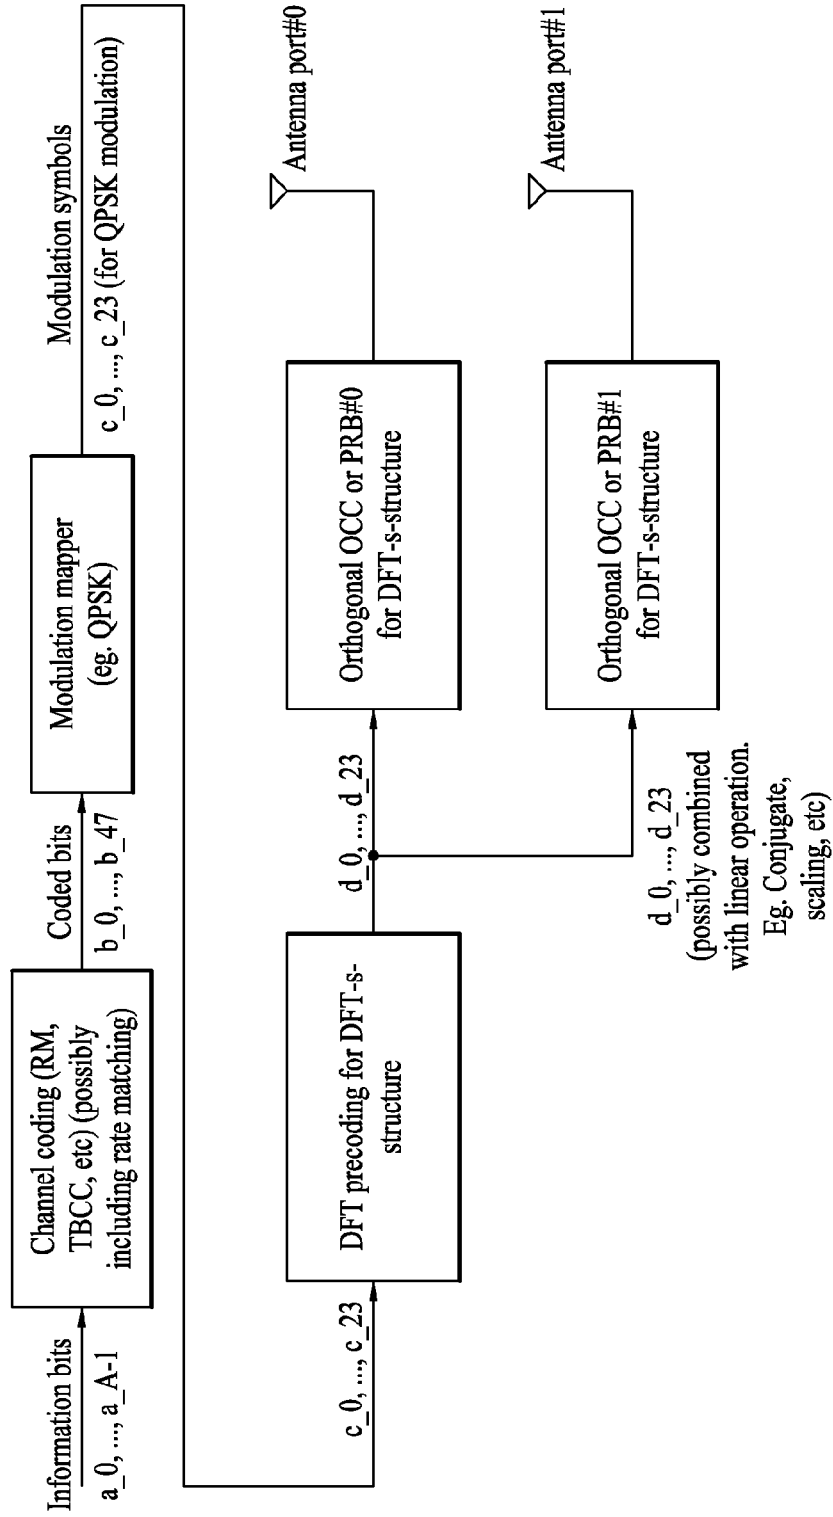 Information bits
a_0, ..., a_A-1
Channel coding (RM,
TBCC, etc) (possibly
including rate matching)
Coded bits
b_0, ..., b_47
Modulation mapper
(eg. QPSK)
Modulation symbols
c_0, ..., c_23 (for QPSK modulation)
c_0, ..., c_23
DFT precoding for DFT-s-
structure
d_0, ..., d_23
Orthogonal OCC or PRB#0
for DFT-s-structure
Antenna port#0
d_0, ..., d_23
(possibly combined
with linear operation.
Eg. Conjugate,
scaling, etc)
Orthogonal OCC or PRB#1
for DFT-s-structure
Antenna port#1